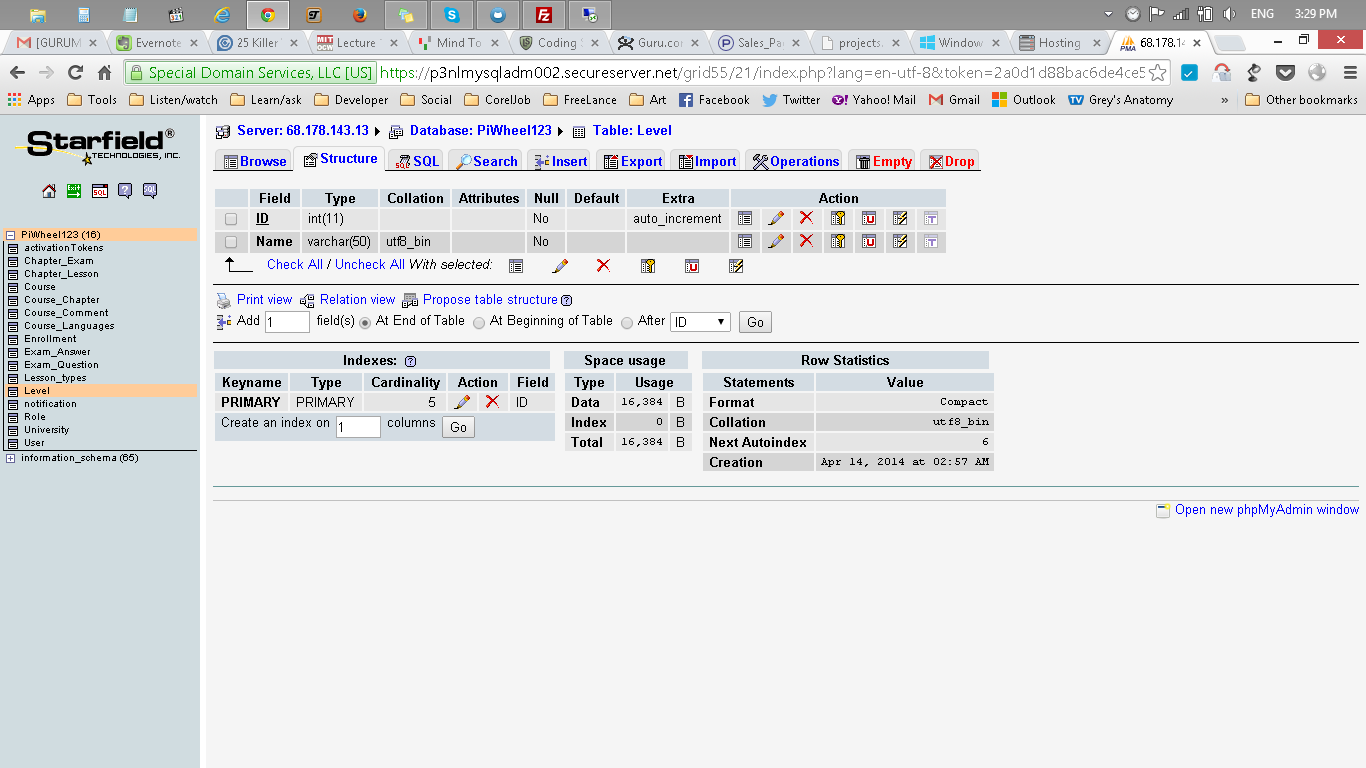 ENG 3:29 PM
[GURUM Evernote 25 Killer Lecture Mind To Coding Guru.co Sales_Pa projects. Window Hosting 68.178.1
Special Domain Services, LLC [US] https://p3nlmysqladm002.secureserver.net/grid55/21/index.php?lang=en-utf-8&token=2a0d1d88bac6de4ce5
Apps Tools Listen/watch Learn/ask Developer Social CorelJob FreeLance Art Facebook Twitter Yahoo! Mail Gmail Outlook Grey's Anatomy » Other bookmarks
Starfield®
TECHNOLOGIES, INC.
PiWheel123 (16)
activationTokens
Chapter_Exam
Chapter_Lesson
Course
Course_Chapter
Course_Comment
Course_Languages
Enrollment
Exam_Answer
Exam_Question
Lesson_types
Level
notification
Role
University
User
information_schema (65)
Server: 68.178.143.13 Database: PiWheel123 Table: Level
Browse Structure SQL Search Insert Export Import Operations Empty Drop
Field Type Collation Attributes Null Default Extra Action
ID int(11) No auto_increment
Name varchar(50) utf8_bin No
Check All / Uncheck All With selected:
Print view Relation view Propose table structure
Add 1 field(s) At End of Table At Beginning of Table After ID Go
Indexes:
Keyname Type Cardinality Action Field
PRIMARY PRIMARY 5 ID
Create an index on 1 columns Go
Space usage
Type Usage
Data 16,384 B
Index 0 B
Total 16,384 B
Row Statistics
Statements Value
Format Compact
Collation utf8_bin
Next Autoindex 6
Creation Apr 14, 2014 at 02:57 AM
Open new phpMyAdmin window